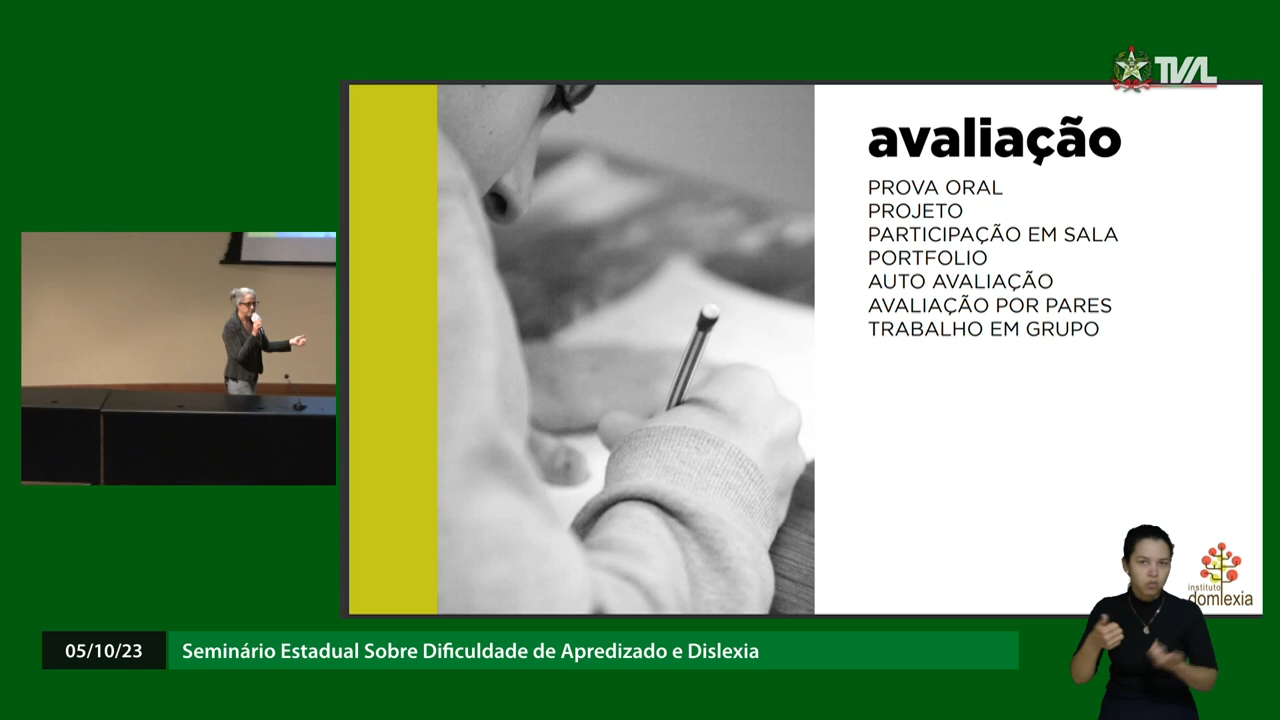 TVAL
avaliação
PROVA ORAL
PROJETO
PARTICIPAÇÃO EM SALA
PORTFOLIO
AUTO AVALIAÇÃO
AVALIAÇÃO POR PARES
TRABALHO EM GRUPO
instituto
domlexia
05/10/23
Seminário Estadual Sobre Dificuldade de Apredizado e Dislexia